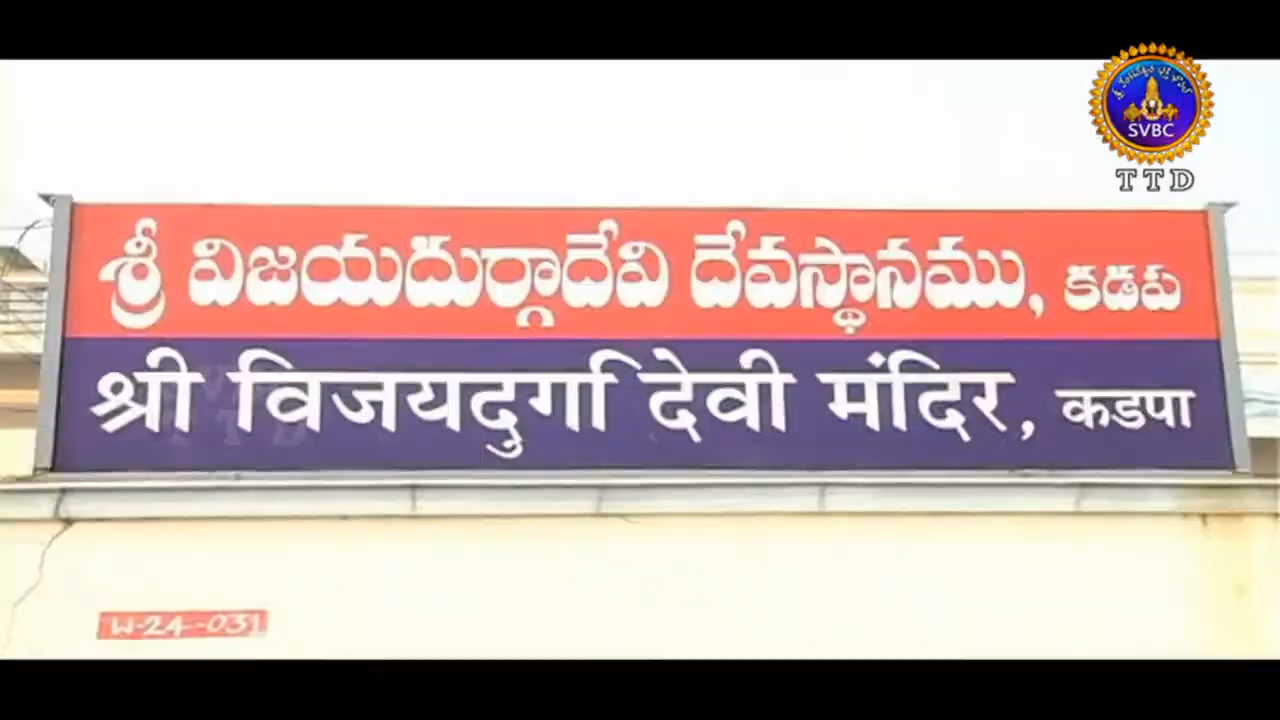 SVBC
TTD
శ్రీ విజయదుర్గాదేవి దేవస్థానము, కడప
श्री विजयदुर्गा देवी मंदिर, कडपा
W-24-031